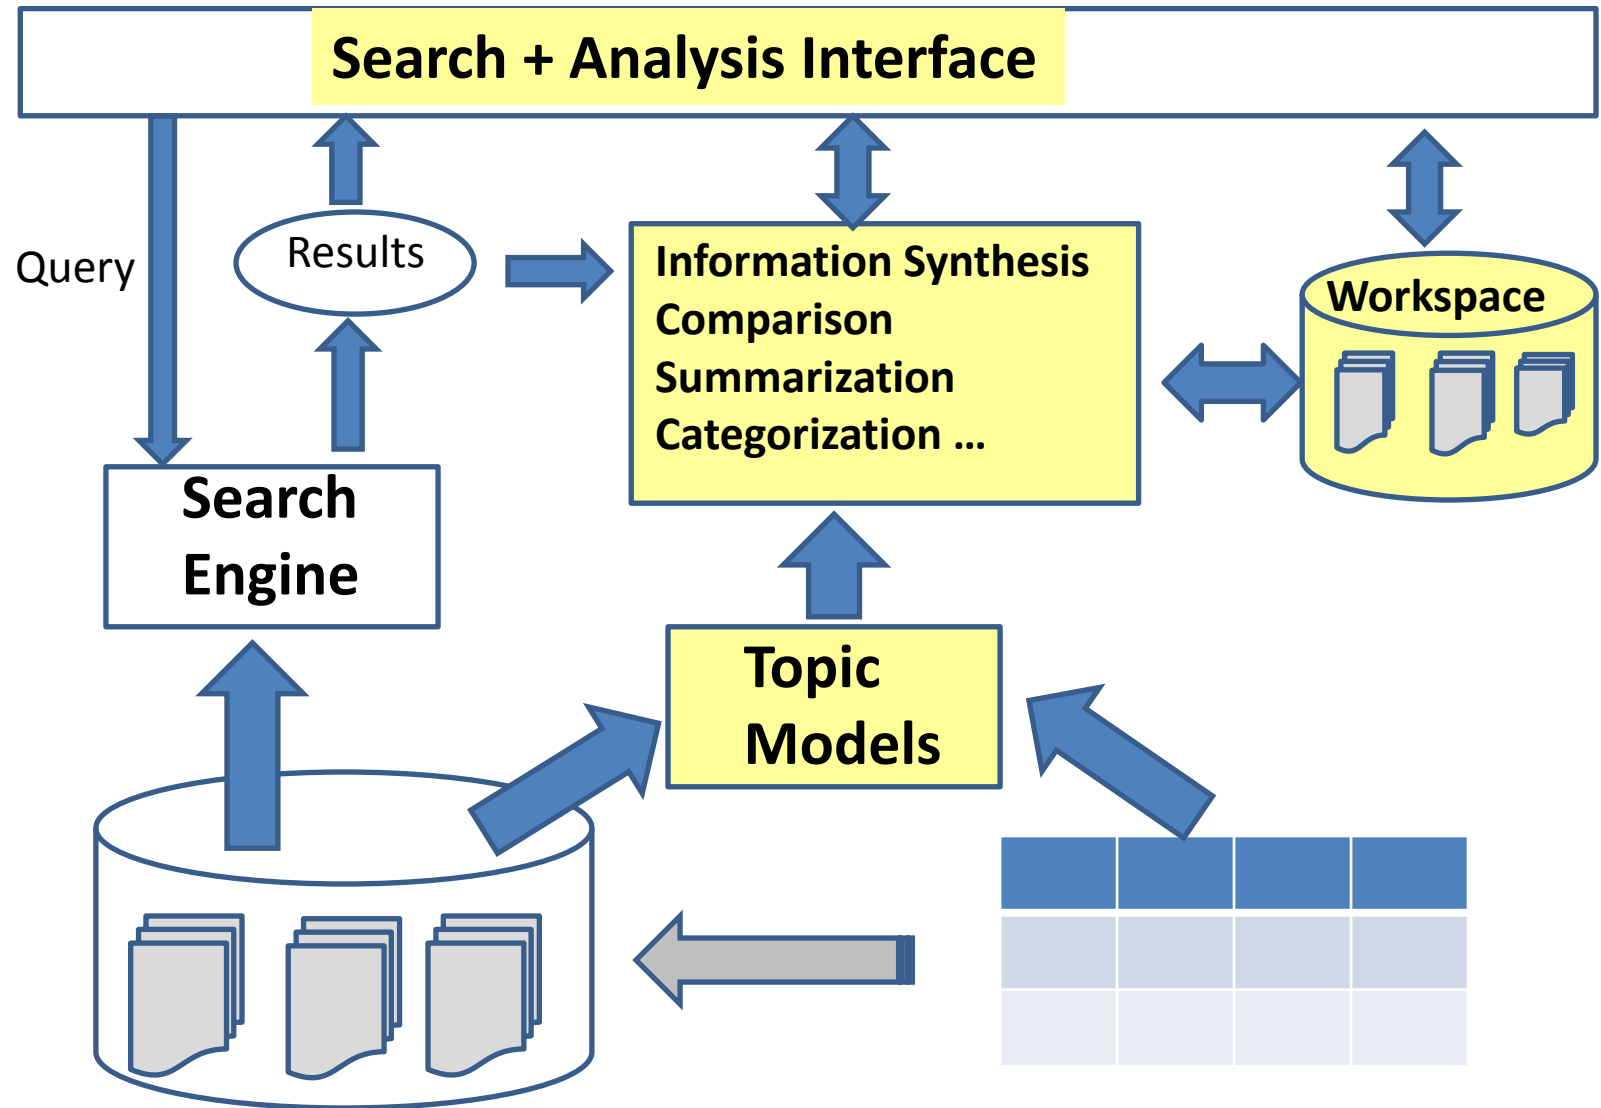 Search + Analysis Interface
Query
Results
Information Synthesis
Comparison
Summarization
Categorization ...
Workspace
Search
Engine
Topic
Models